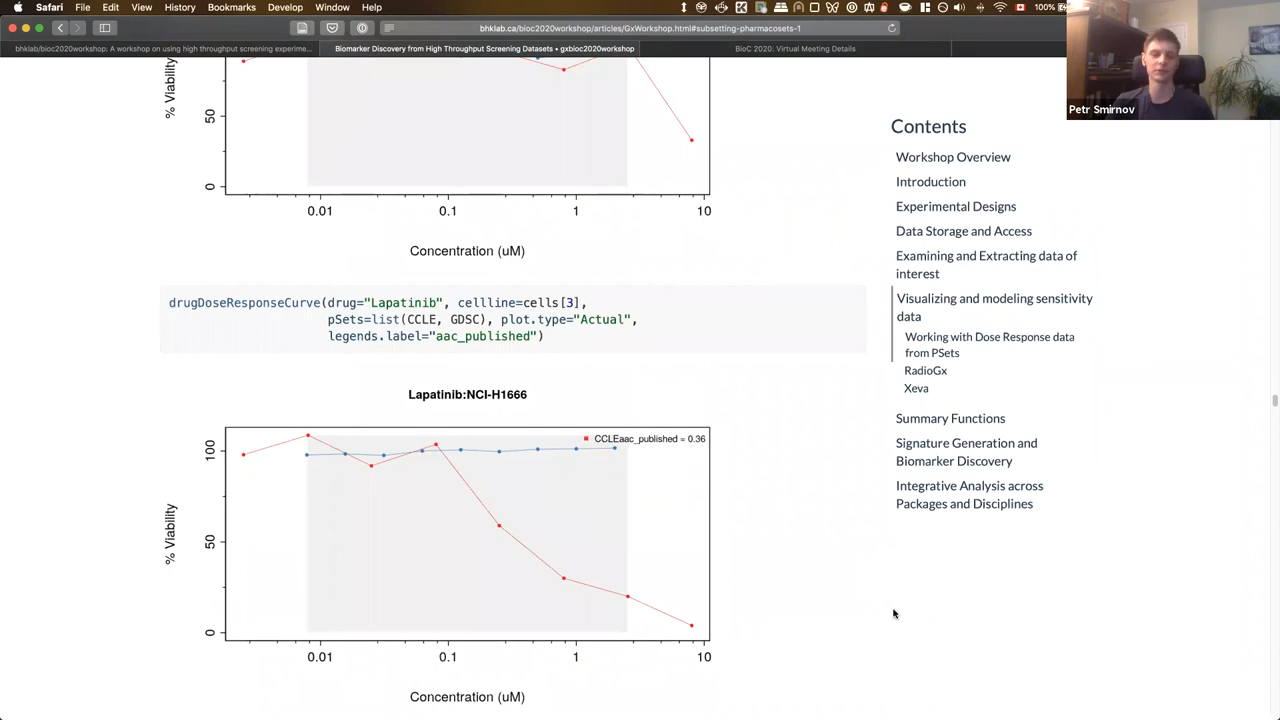 Safari File Edit View History Bookmarks Develop Window Help 100%
bhklab.ca/bioc2020workshop/articles/GxWorkshop.html#subsetting-pharmacosets-1
bhklab/bioc2020workshop: A workshop on using high throughput screening experime...
Biomarker Discovery from High Throughput Screening Datasets • gxbioc2020workshop
BioC 2020: Virtual Meeting Details
Petr Smirnov
% Viability
50
0
0.01 0.1 1 10
Concentration (uM)
drugDoseResponseCurve(drug="Lapatinib", cellline=cells[3],
pSets=list(CCLE, GDSC), plot.type="Actual",
legends.label="aac_published")
Lapatinib:NCI-H1666
CCLEaac_published = 0.36
% Viability
100
50
0
0.01 0.1 1 10
Concentration (uM)
Contents
Workshop Overview
Introduction
Experimental Designs
Data Storage and Access
Examining and Extracting data of
interest
Visualizing and modeling sensitivity
data
Working with Dose Response data
from PSets
RadioGx
Xeva
Summary Functions
Signature Generation and
Biomarker Discovery
Integrative Analysis across
Packages and Disciplines